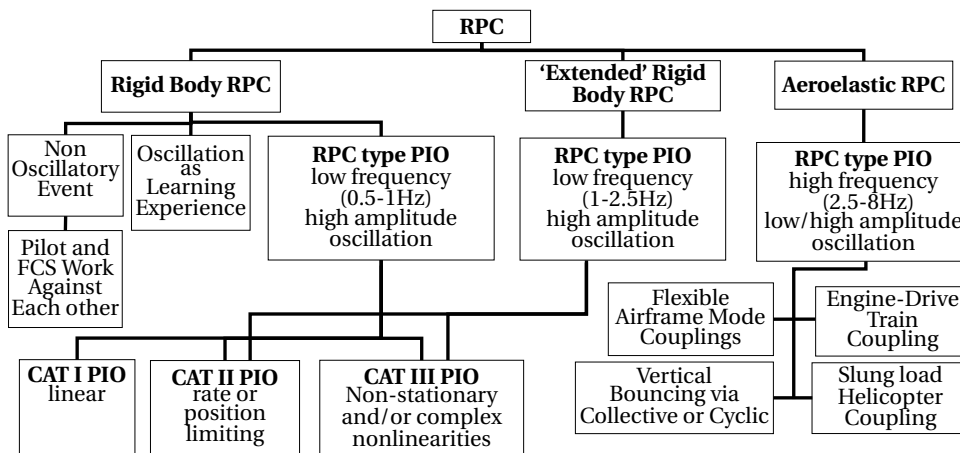 RPC
Rigid Body RPC
‘Extended’ Rigid
Body RPC
Aeroelastic RPC
Non
Oscillatory
Event
Oscillation
as
Learning
Experience
RPC type PIO
low frequency
(0.5-1Hz)
high amplitude
oscillation
RPC type PIO
low frequency
(1-2.5Hz)
high amplitude
oscillation
RPC type PIO
high frequency
(2.5-8Hz)
low/high amplitude
oscillation
Pilot and
FCS Work
Against
Each other
Flexible
Airframe Mode
Couplings
Engine-Drive
Train
Coupling
CAT I PIO
linear
CAT II PIO
rate or
position
limiting
CAT III PIO
Non-stationary
and/or complex
nonlinearities
Vertical
Bouncing via
Collective or Cyclic
Slung load
Helicopter
Coupling